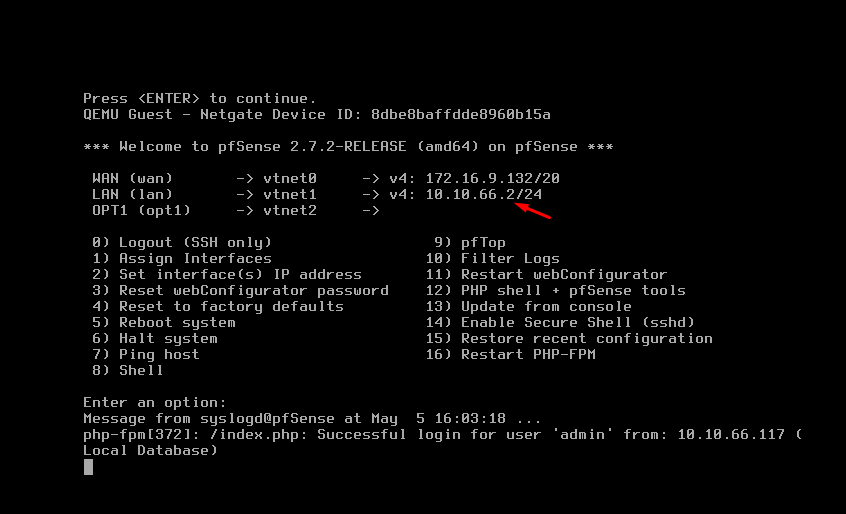 Press <ENTER> to continue.
QEMU Guest - Netgate Device ID: 8dbe8baffdde8960b15a
*** Welcome to pfSense 2.7.2-RELEASE (amd64) on pfSense ***
WAN (wan)       -> vtnet0     -> v4: 172.16.9.132/20
LAN (lan)       -> vtnet1     -> v4: 10.10.66.2/24
OPT1 (opt1)     -> vtnet2     ->
0) Logout (SSH only)                  9) pfTop
1) Assign Interfaces                 10) Filter Logs
2) Set interface(s) IP address       11) Restart webConfigurator
3) Reset webConfigurator password    12) PHP shell + pfSense tools
4) Reset to factory defaults         13) Update from console
5) Reboot system                     14) Enable Secure Shell (sshd)
6) Halt system                       15) Restore recent configuration
7) Ping host                         16) Restart PHP-FPM
8) Shell
Enter an option:
Message from syslogd@pfSense at May  5 16:03:18 ...
php-fpm[372]: /index.php: Successful login for user 'admin' from: 10.10.66.117 (
Local Database)